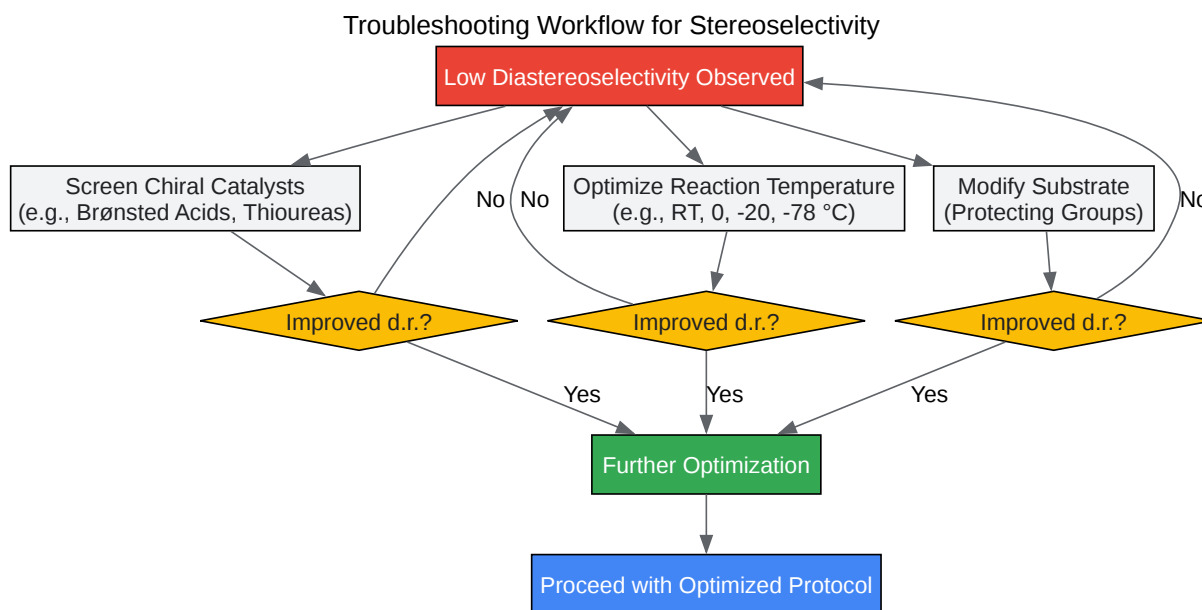 Troubleshooting Workflow for Stereoselectivity
Low Diastereoselectivity Observed
Screen Chiral Catalysts
(e.g., Brønsted Acids, Thioureas)
Optimize Reaction Temperature
(e.g., RT, 0, -20, -78 °C)
Modify Substrate
(Protecting Groups)
No
No
No
Improved d.r.?
Improved d.r.?
Improved d.r.?
Yes
Yes
Yes
Further Optimization
Proceed with Optimized Protocol